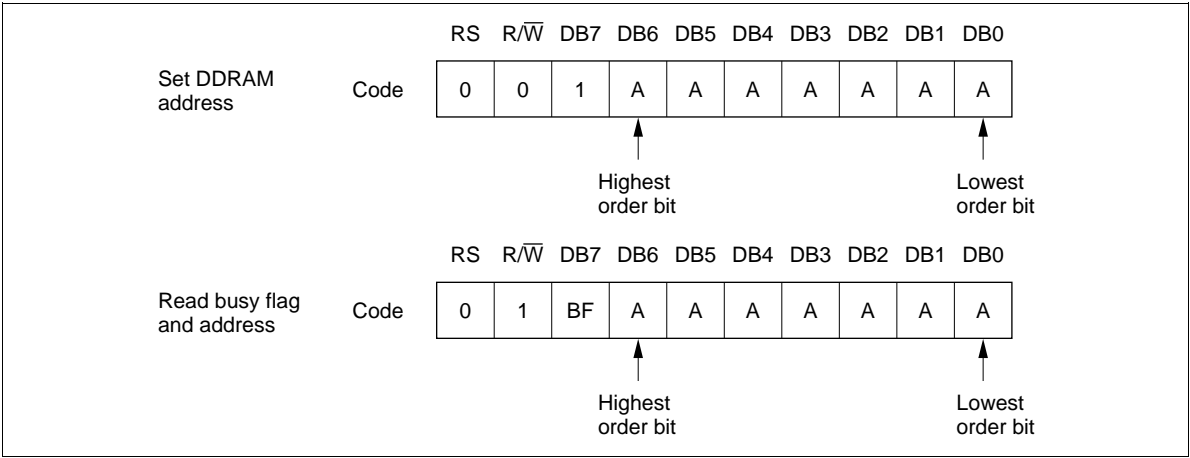 RS R/W̅ DB7 DB6 DB5 DB4 DB3 DB2 DB1 DB0
Set DDRAM
address
Code 0 0 1 A A A A A A A
Highest
order bit
Lowest
order bit
RS R/W̅ DB7 DB6 DB5 DB4 DB3 DB2 DB1 DB0
Read busy flag
and address
Code 0 1 BF A A A A A A A
Highest
order bit
Lowest
order bit